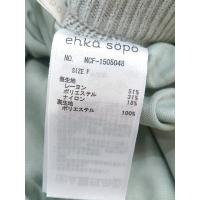 ehka sopo
NO. MCF-1505048
SIZE F
表生地
レーヨン 51%
ポリエステル 31%
ナイロン 18%
裏生地
ポリエステル 100%